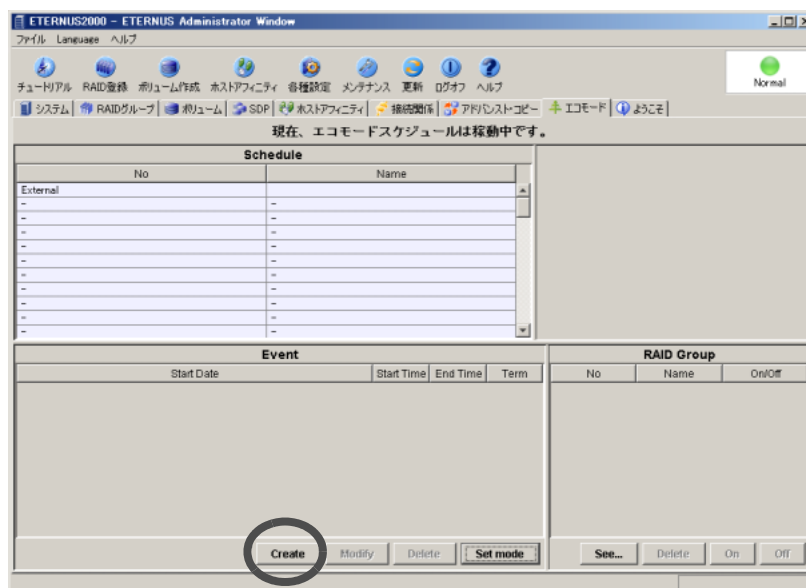 ETERNUS2000 - ETERNUS Administrator Window
ファイル Language ヘルプ
チュートリアル RAID登録 ボリューム作成 ホストアフィニティ 各種設定 メンテナンス 更新 ログオフ ヘルプ
Normal
システム RAIDグループ ボリューム SDP ホストアフィニティ 接続関係 アドバンストコピー エコモード ようこそ
現在、エコモードスケジュールは稼動中です。
Schedule
No Name
External
-
- -
- -
- -
- -
- -
- -
- -
- -
- -
Event
Start Date Start Time End Time Term
RAID Group
No Name On/Off
Create Modify Delete Set mode See... Delete On Off